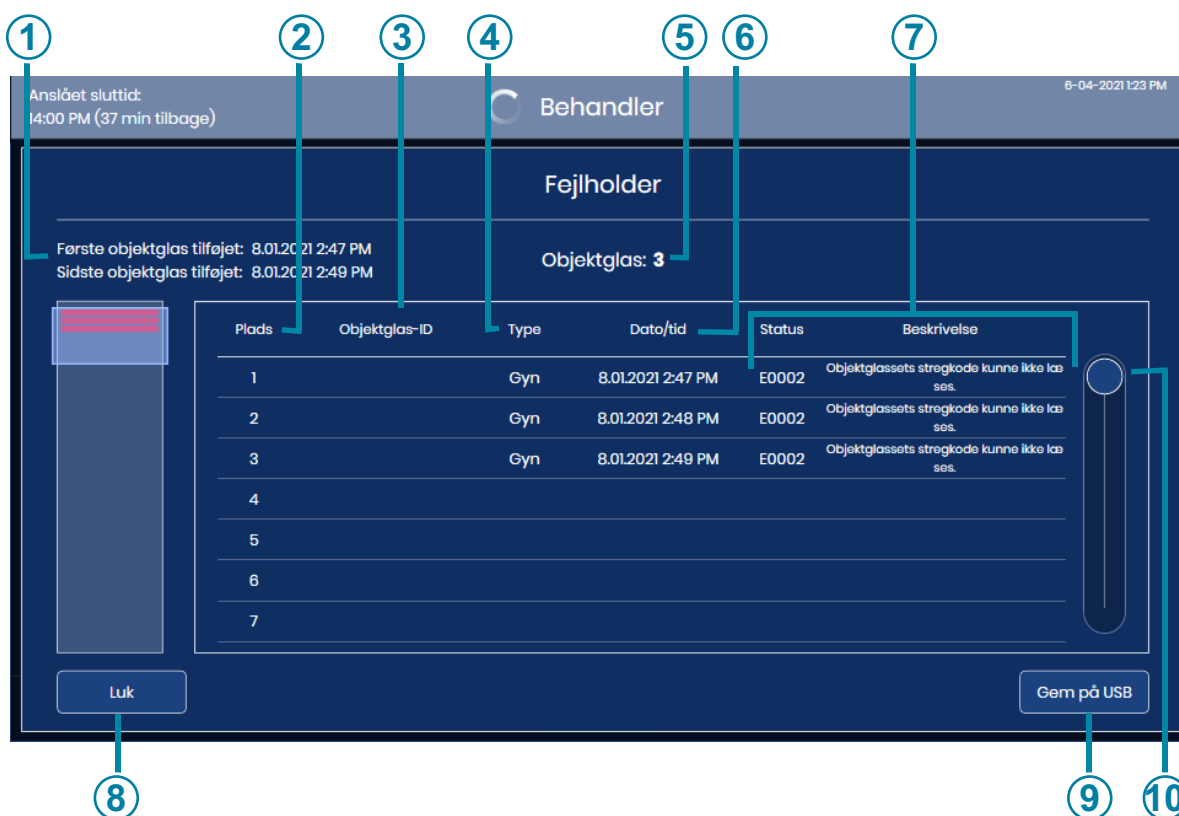 1 2 3 4 5 6 7
Anslået sluttid:
14:00 PM (37 min tilbage)
Behandler
6-04-2021 1:23 PM
Fejlholder
Første objektglas tilføjet: 8.01.2021 2:47 PM
Sidste objektglas tilføjet: 8.01.2021 2:49 PM
Objektglas: 3
Plads Objektglas-ID Type Dato/tid Status Beskrivelse
1 Gyn 8.01.2021 2:47 PM E0002 Objektglassets stregkode kunne ikke læ
ses.
2 Gyn 8.01.2021 2:48 PM E0002 Objektglassets stregkode kunne ikke læ
ses.
3 Gyn 8.01.2021 2:49 PM E0002 Objektglassets stregkode kunne ikke læ
ses.
4
5
6
7
Luk
Gem på USB
8 9 10